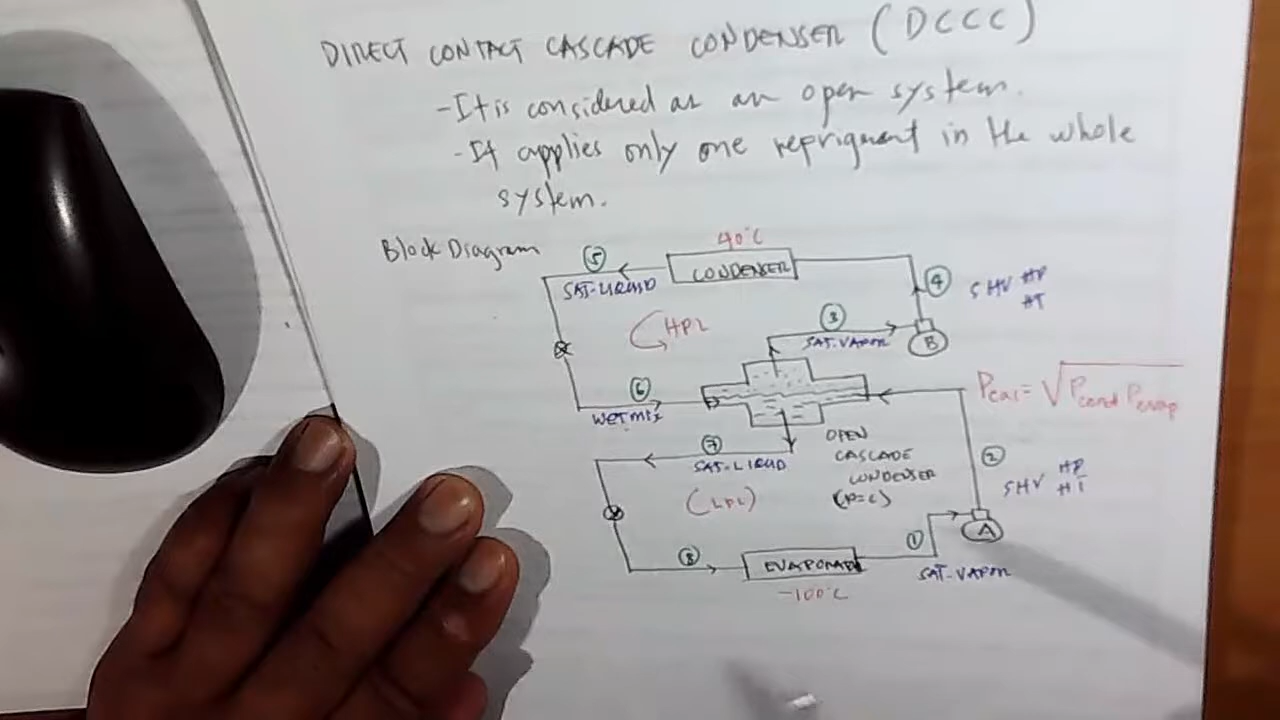 DIRECT CONTACT CASCADE CONDENSER (DCCC)
- It is considered as an open system.
- It applies only one reprigment in the whole
system.
Block Diagram
40°C
CONDENSER
5
SAT-LIQUID
4
SHV HP
HT
HPL
3
SAT-VAPOR
B
6
WET MIX
Pcas = √Pcond Pevap
7
SAT-LIQUID
(LPL)
OPEN
CASCADE
CONDENSER
(P=C)
2
SHV HP
HT
8
EVAPORATOR
-100°C
1
SAT-VAPOR
A